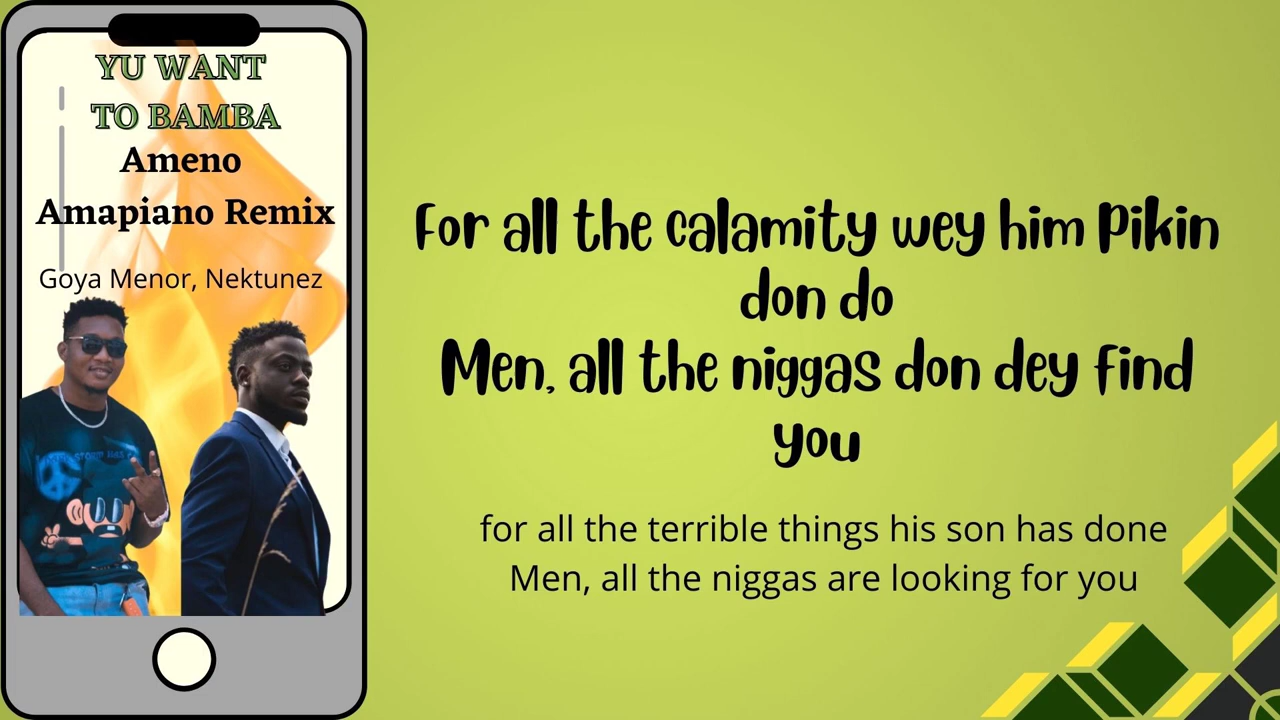 YU WANT
TO BAMBA
Ameno
Amapiano Remix
Goya Menor, Nektunez
For all the calamity wey him Pikin
don do
Men, all the niggas don dey find
you
for all the terrible things his son has done
Men, all the niggas are looking for you